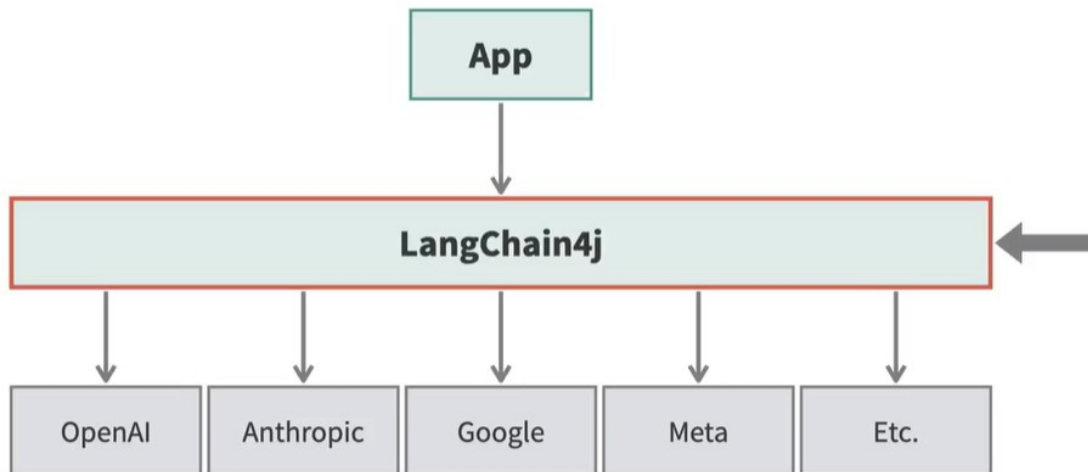 App
LangChain4j
OpenAI
Anthropic
Google
Meta
Etc.